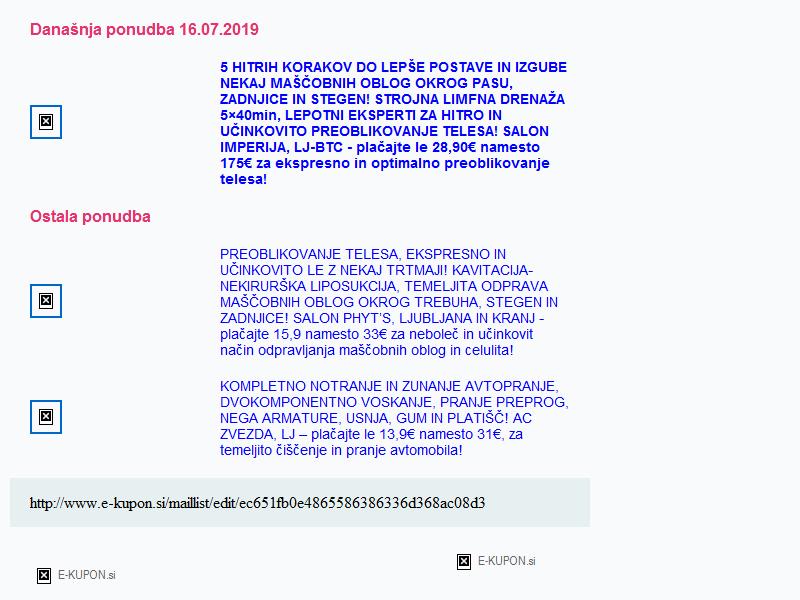 Današnja ponudba 16.07.2019
5 HITRIH KORAKOV DO LEPŠE POSTAVE IN IZGUBE
NEKAJ MAŠČOBNIH OBLOG OKROG PASU,
ZADNJICE IN STEGEN! STROJNA LIMFNA DRENAŽA
5×40min, LEPOTNI EKSPERTI ZA HITRO IN
UČINKOVITO PREOBLIKOVANJE TELESA! SALON
IMPERIJA, LJ-BTC - plačajte le 28,90€ namesto
175€ za ekspresno in optimalno preoblikovanje
telesa!
Ostala ponudba
PREOBLIKOVANJE TELESA, EKSPRESNO IN
UČINKOVITO LE Z NEKAJ TRTMAJI! KAVITACIJA-
NEKIRURŠKA LIPOSUKCIJA, TEMELJITA ODPRAVA
MAŠČOBNIH OBLOG OKROG TREBUHA, STEGEN IN
ZADNJICE! SALON PHYT'S, LJUBLJANA IN KRANJ -
plačajte 15,9 namesto 33€ za neboleč in učinkovit
način odpravljanja maščobnih oblog in celulita!
KOMPLETNO NOTRANJE IN ZUNANJE AVTOPRANJE,
DVOKOMPONENTNO VOSKANJE, PRANJE PREPROG,
NEGA ARMATURE, USNJA, GUM IN PLATIŠČ! AC
ZVEZDA, LJ – plačajte le 13,9€ namesto 31€, za
temeljito čiščenje in pranje avtomobila!
http://www.e-kupon.si/maillist/edit/ec651fb0e4865586386336d368ac08d3
E-KUPON.si
E-KUPON.si